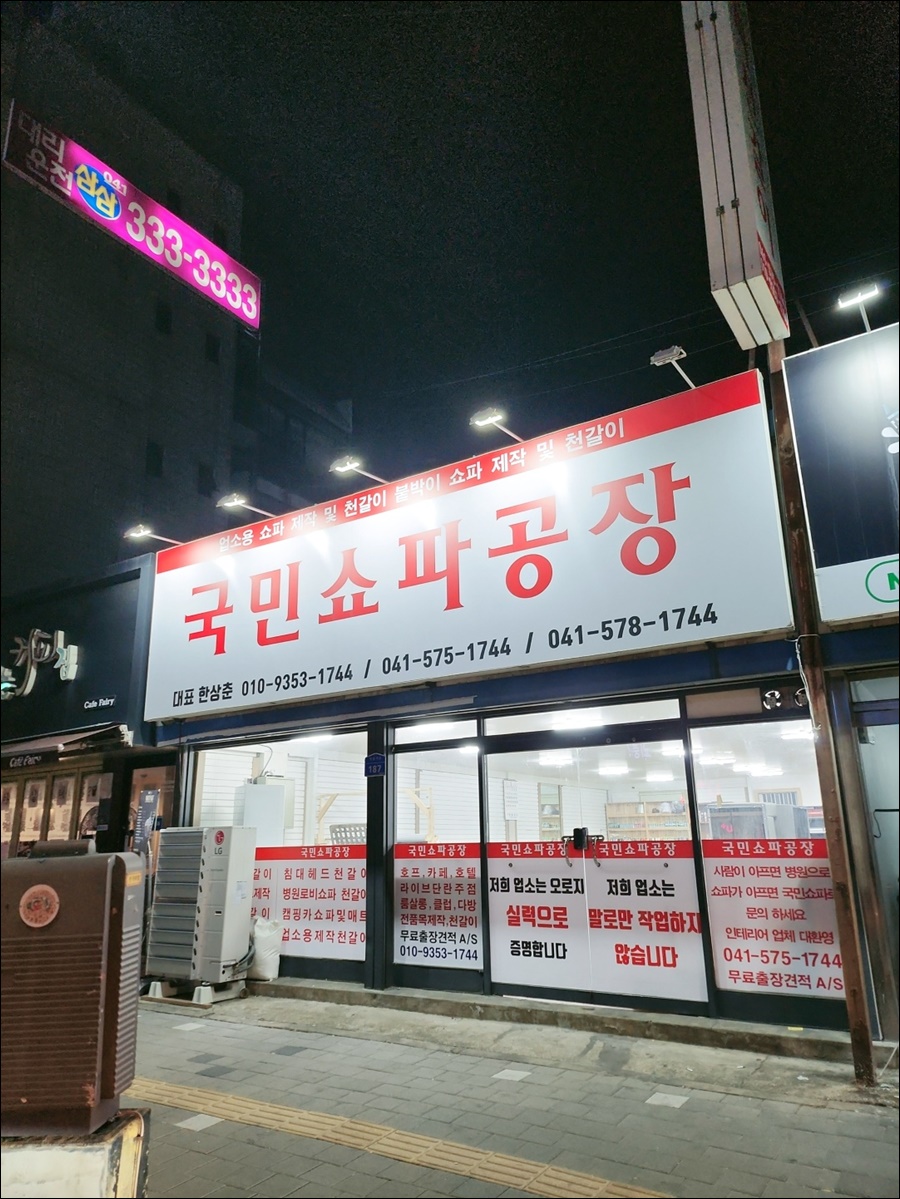 대리
운전
041
삼삼
333-3333
업소용 쇼파 제작 및 천갈이 붙박이 쇼파 제작 및 천갈이
국민쇼파공장
대표 한상춘 010-9353-1744 / 041-575-1744 / 041-578-1744
Cafe Fairy
Café Fairy
187
LG
국민쇼파공장
갈이
제작
침대헤드천갈이
병원로비쇼파 천갈이
캠핑카쇼파및매트
업소용제작천갈이
국민쇼파공장
호프, 카페, 호텔
라이브단란주점
룸살롱, 클럽, 다방
전품목제작,천갈이
무료출장견적 A/S
010-9353-1744
국민쇼파공장
저희 업소는 오로지
실력으로
증명합니다
국민쇼파공장
저희 업소는
말로만 작업하지
않습니다
국민쇼파공장
사람이 아프면 병원으로
쇼파가 아프면 국민쇼파로
문의 하세요
인테리어 업체 대환영
041-575-1744
무료출장견적 A/S
N